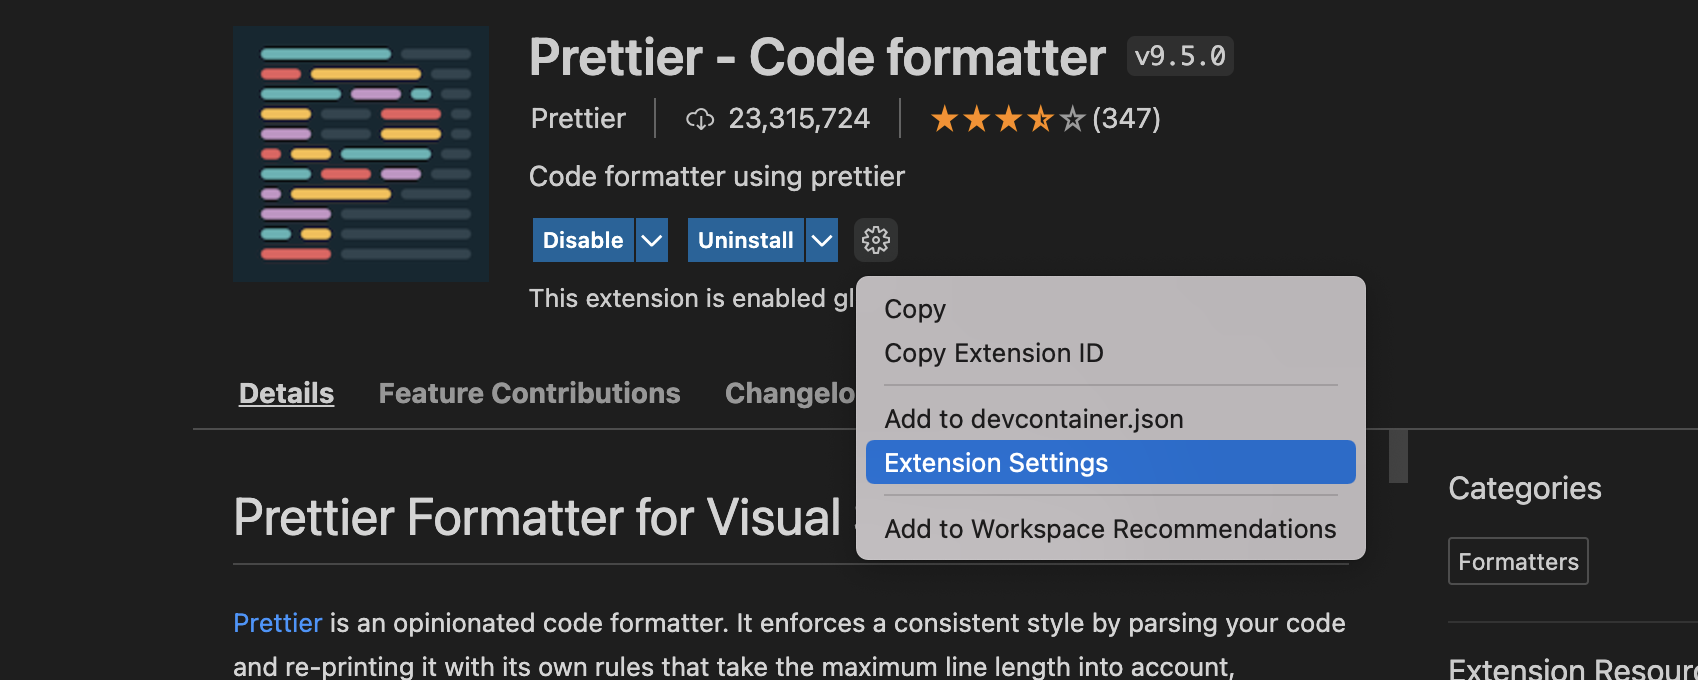 Prettier - Code formatter v9.5.0
Prettier 23,315,724 (347)
Code formatter using prettier
Disable Uninstall
This extension is enabled gl
Copy
Copy Extension ID
Add to devcontainer.json
Extension Settings
Add to Workspace Recommendations
Details Feature Contributions Changelo
Prettier Formatter for Visual
Prettier is an opinionated code formatter. It enforces a consistent style by parsing your code
and re-printing it with its own rules that take the maximum line length into account,
Categories
Formatters
Extension Resour